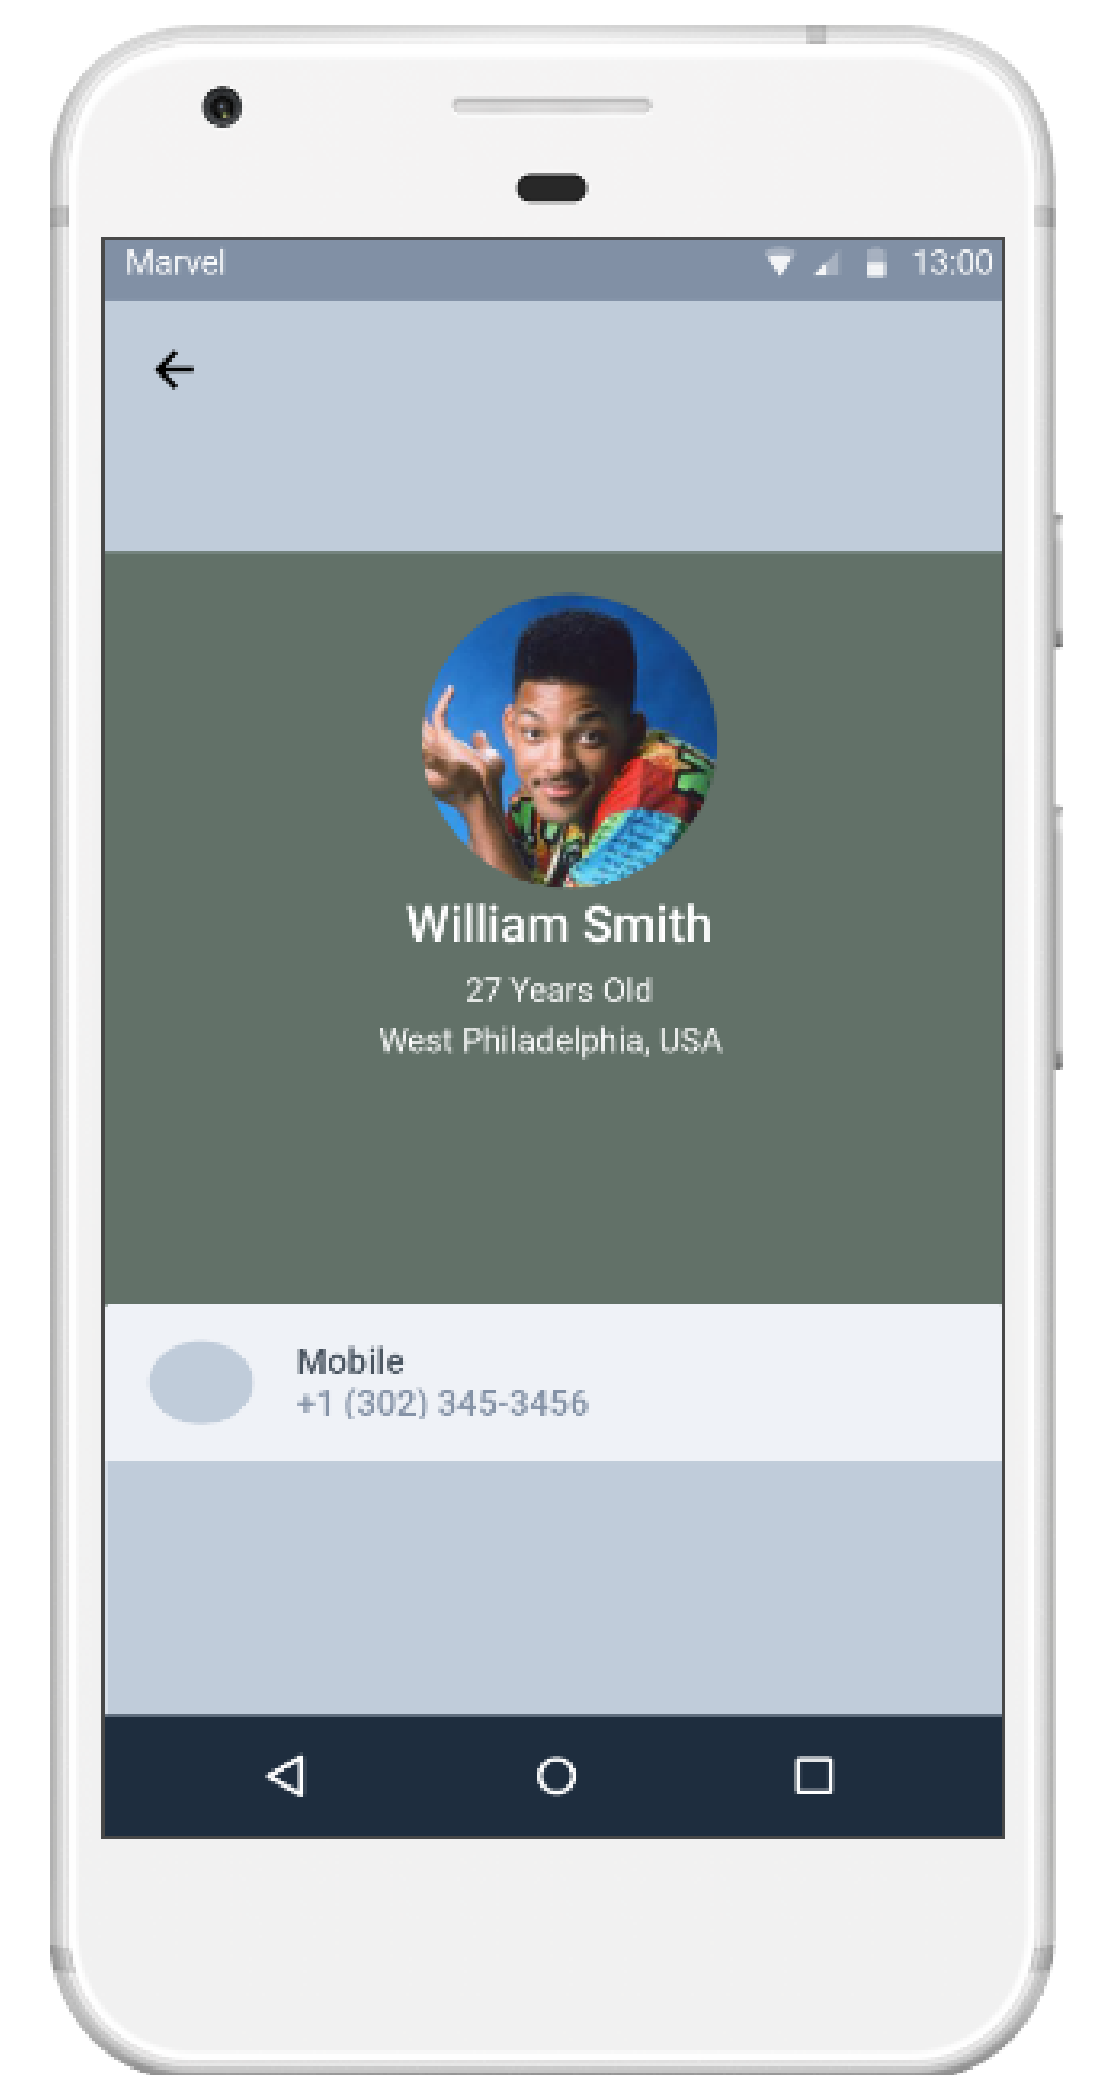 Marvel 13:00
William Smith
27 Years Old
West Philadelphia, USA
Mobile
+1 (302) 345-3456